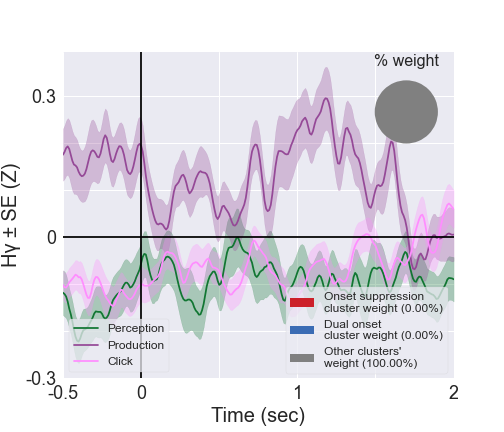 % weight
0.3
0
-0.3
Hγ ± SE (Z)
Perception
Production
Click
Onset suppression
cluster weight (0.00%)
Dual onset
cluster weight (0.00%)
Other clusters'
weight (100.00%)
-0.5
0
1
2
Time (sec)